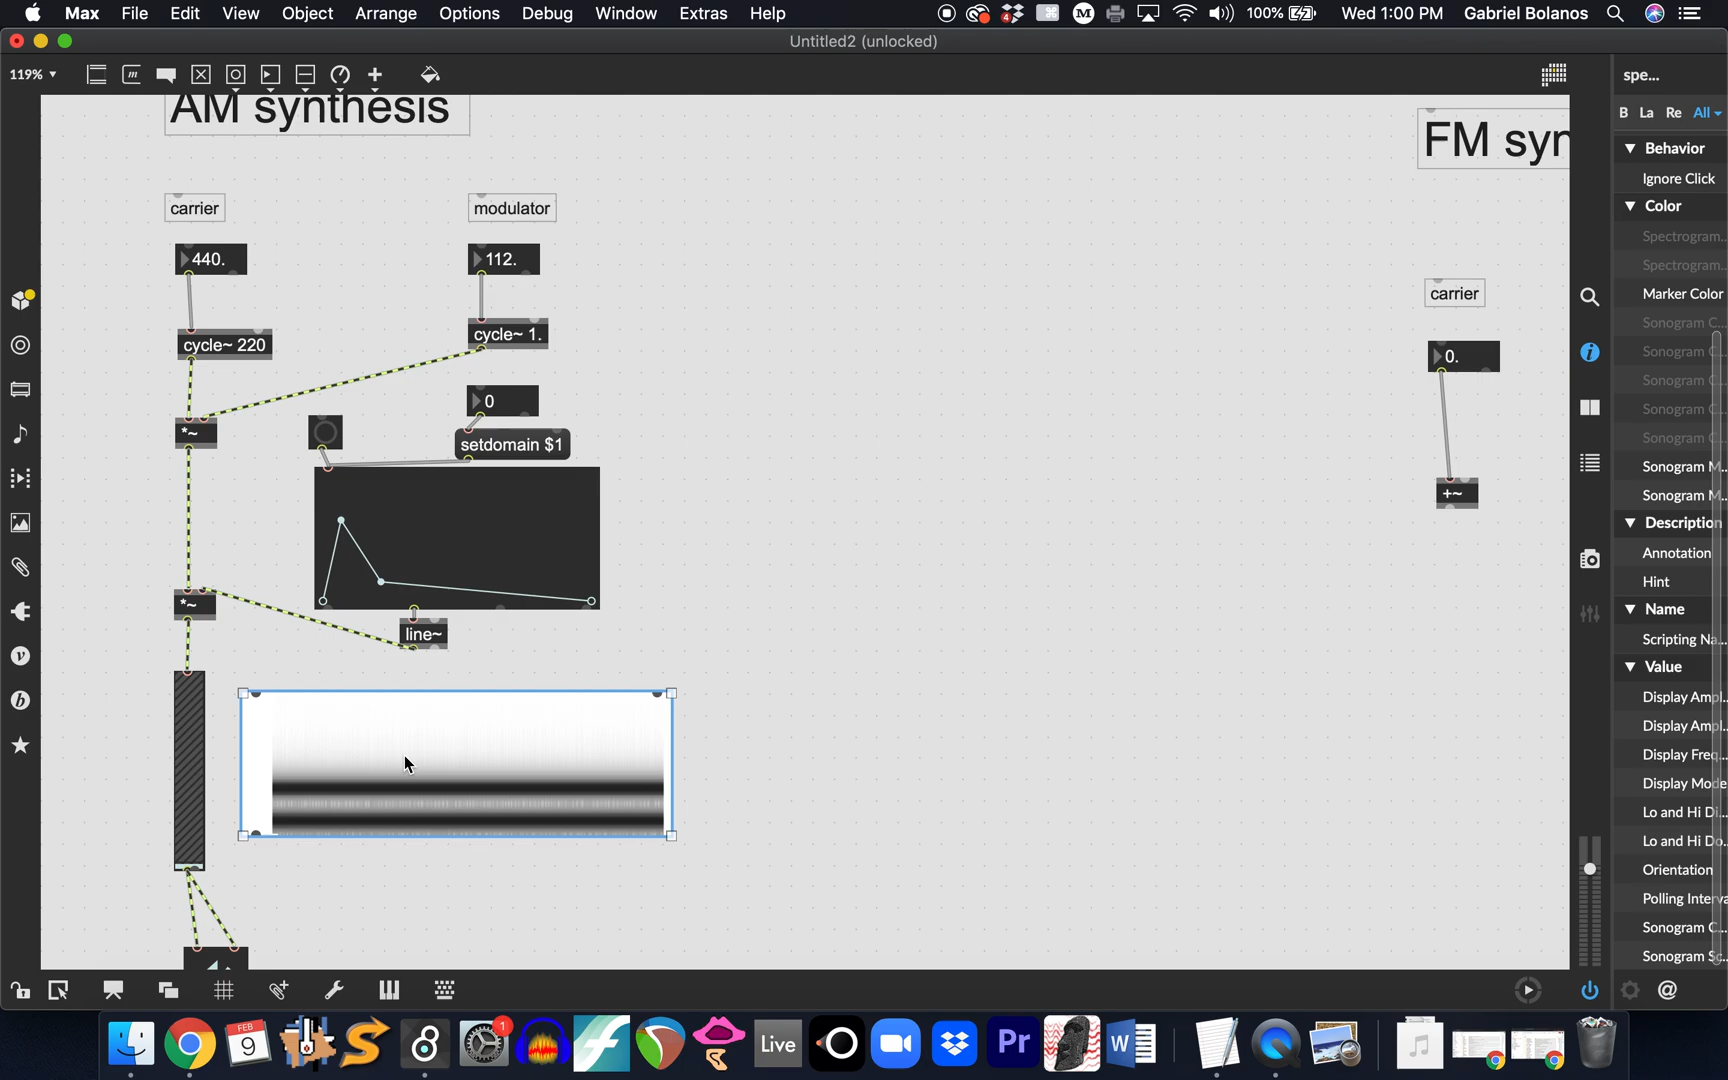 Max File Edit View Object Arrange Options Debug Window Extras Help 4 M 100% Wed 1:00 PM Gabriel Bolanos
Untitled2 (unlocked)
119% m spe...
B La Re All
AM synthesis
FM syn
Behavior
Ignore Click
carrier modulator
Color
Spectrogram...
440. 112.
Spectrogram...
carrier
Marker Color
Sonogram C...
cycle~ 220 cycle~ 1.
0.
Sonogram C...
Sonogram C...
0
Sonogram C...
*~
setdomain $1
Sonogram C...
Sonogram M...
+~
Sonogram M...
Description
Annotation
Hint
*~
Name
line~
Scripting Na...
v
Value
b
Display Ampl...
Display Ampl...
Display Freq...
Display Mode
Lo and Hi Di...
Lo and Hi Do...
Orientation
Polling Interva
Sonogram C...
Sonogram Sc...
@
FEB
9
1
8
Live
Pr
W